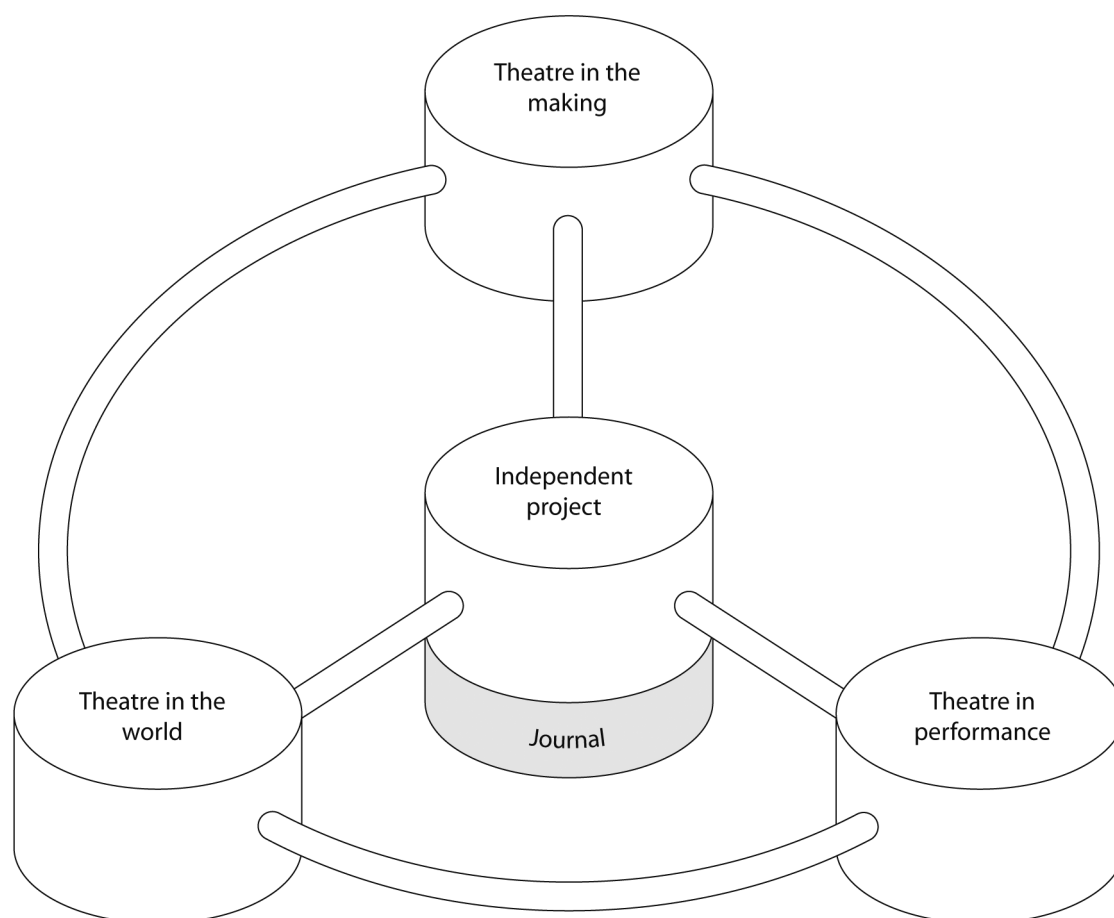 Theatre in the
making
Independent
project
Journal
Theatre in the
world
Theatre in
performance